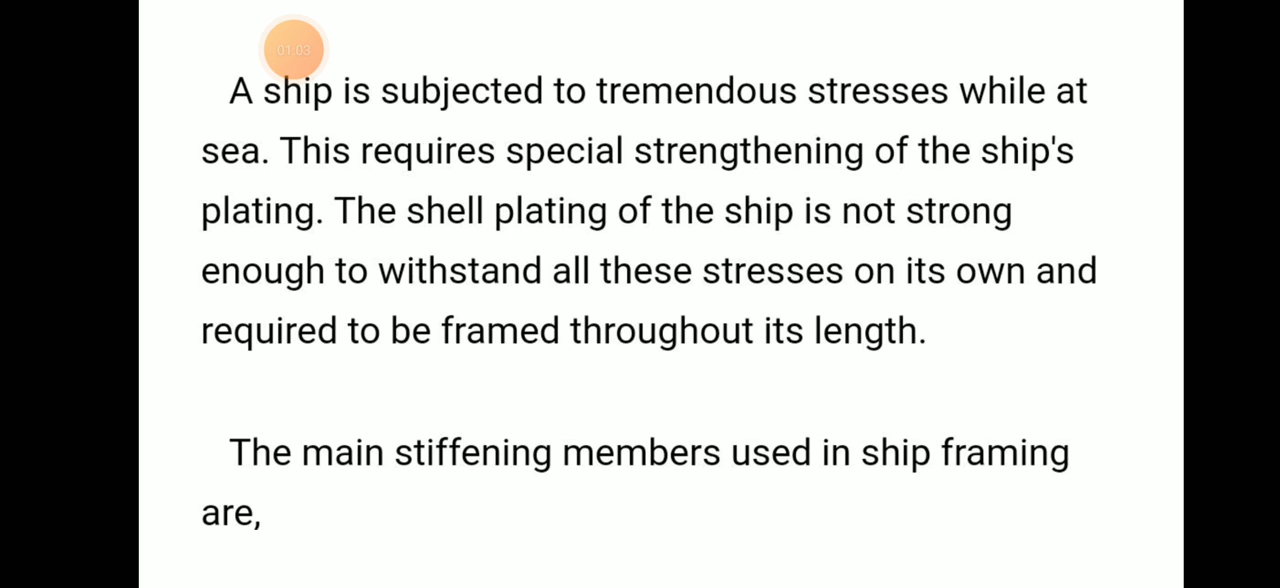 01:03
A ship is subjected to tremendous stresses while at
sea. This requires special strengthening of the ship's
plating. The shell plating of the ship is not strong
enough to withstand all these stresses on its own and
required to be framed throughout its length.
The main stiffening members used in ship framing
are,